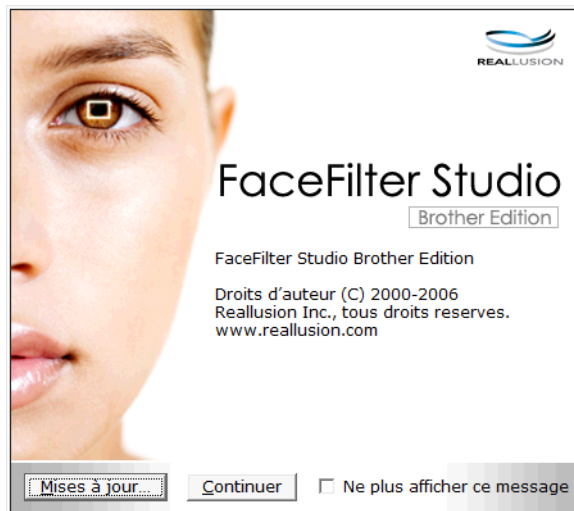 REALLUSION
FaceFilter Studio
Brother Edition
FaceFilter Studio Brother Edition
Droits d'auteur (C) 2000-2006
Reallusion Inc., tous droits reserves.
www.reallusion.com
Mises à jour...
Continuer
Ne plus afficher ce message